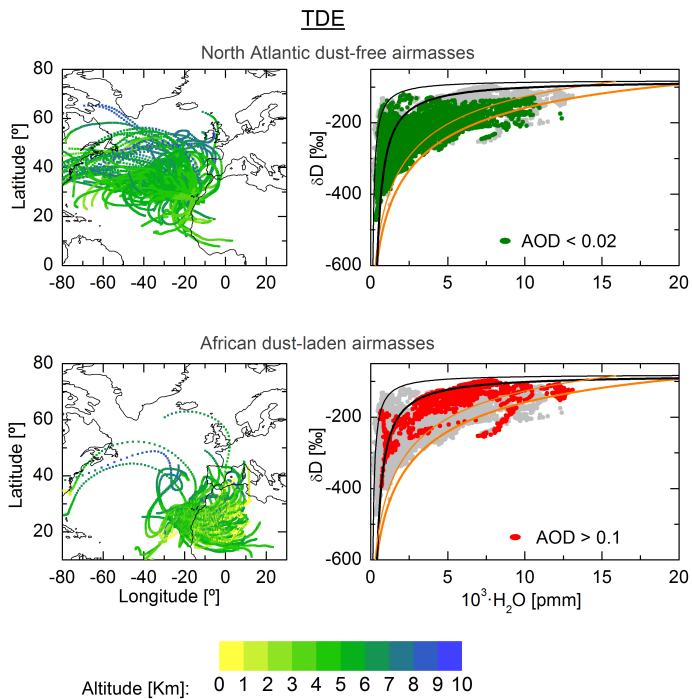 TDE
North Atlantic dust-free airmasses
80
60
40
20
0
Latitude [º]
-80 -60 -40 -20 0 20
-200
-400
-600
δD [‰]
AOD < 0.02
0 5 10 15 20
African dust-laden airmasses
80
60
40
20
Latitude [º]
-80 -60 -40 -20 0 20
Longitude [º]
-200
-400
-600
δD [‰]
AOD > 0.1
0 5 10 15 20
10³·H₂O [pmm]
0 1 2 3 4 5 6 7 8 9 10
Altitude [Km]: